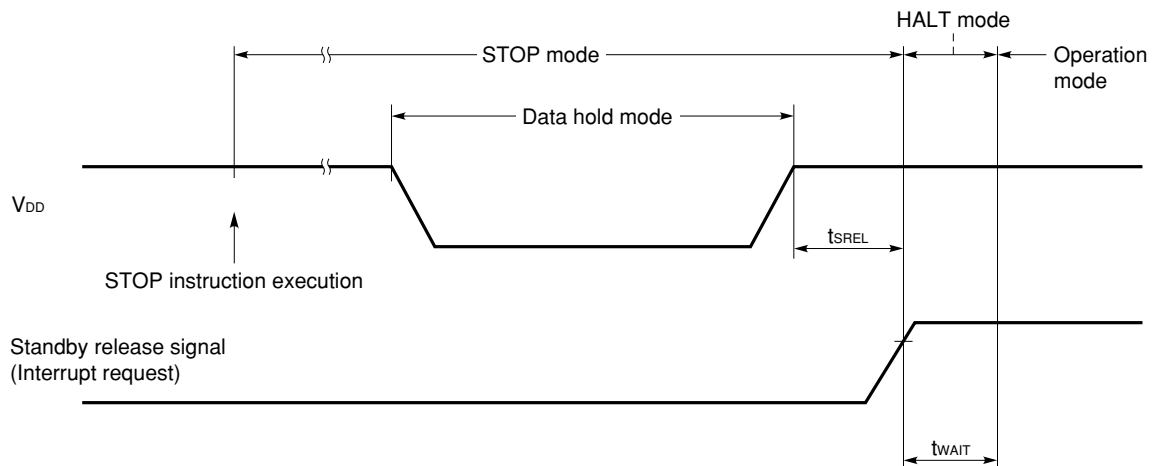 HALT mode
STOP mode
Operation
mode
Data hold mode
VDD
tSREL
STOP instruction execution
Standby release signal
(Interrupt request)
tWAIT